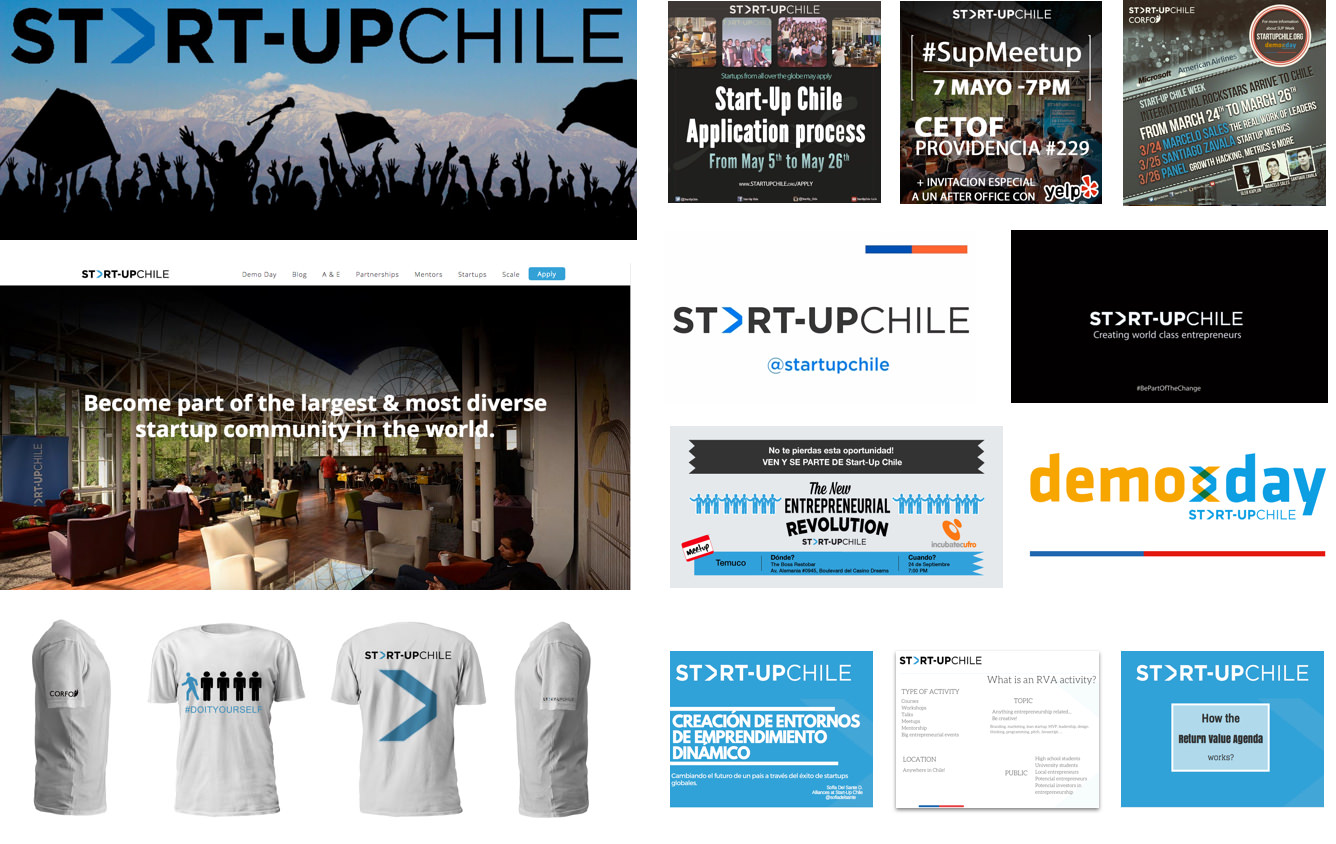 ST>RT-UPCHILE
ST>RT-UPCHILE
Startups from all over the globe may apply
Start-Up Chile
Application process
From May 5th to May 26th
www.STARTUPCHILE.ORG/APPLY
ST>RT-UPCHILE
#SupMeetup
7 MAYO -7PM
CETOF
PROVIDENCIA #229
+ INVITACION ESPECIAL
A UN AFTER OFFICE CON
yelp
ST>RT-UPCHILE
CORFO
For more information
about SUP Week
STARTUPCHILE.ORG
demo day
Microsoft
American Airlines
START-UP CHILE WEEK
INTERNATIONAL ROCKSTARS ARRIVE TO CHILE
FROM MARCH 24TH TO MARCH 26TH
3/24 MARCELO SALES THE REAL WORK OF LEADERS
3/25 SANTIAGO ZAVALA STARTUP METRICS
3/26 PANEL GROWTH HACKING, METRICS & MORE
MARCELO SALES
SANTIAGO ZAVALA
ST>RT-UPCHILE
Demo Day Blog A & E Partnerships Mentors Startups Scale Apply
Become part of the largest & most diverse
startup community in the world.
>RT-UPCHILE
ST>RT-UPCHILE
@startupchile
ST>RT-UPCHILE
Creating world class entrepreneurs
#BePartOfTheChange
No te pierdas esta oportunidad!
VEN Y SE PARTE DE Start-Up Chile
The New
ENTREPRENEURIAL
REVOLUTION
ST>RT-UPCHILE
incubatecufro
meetup
Temuco
Dónde?
The Boss Restobar
Av. Alemania #0945, Boulevard del Casino Dreams
Cuando?
24 de Septiembre
7:00 PM
demo day
ST>RT-UPCHILE
CORFO
#DOITYOURSELF
ST>RT-UPCHILE
ST>RT-UPCHILE
ST>RT-UPCHILE
CREACIÓN DE ENTORNOS
DE EMPRENDIMIENTO
DINÁMICO
Cambiando el futuro de un país a través del éxito de startups
globales.
Sofia Del Sante O.
Alliances at Start-Up Chile
@sofiadelsante
ST>RT-UPCHILE
What is an RVA activity?
TYPE OF ACTIVITY
Courses
Workshops
Talks
Meetups
Mentorship
Big entrepreneurial events
TOPIC
Anything entrepreneurship related...
Be creative!
LOCATION
Anywhere in Chile!
PUBLIC
High school students
University students
Local entrepreneurs
Potencial entrepreneurs
Potencial investors in
entrepreneurship
ST>RT-UPCHILE
How the
Return Value Agenda
works?